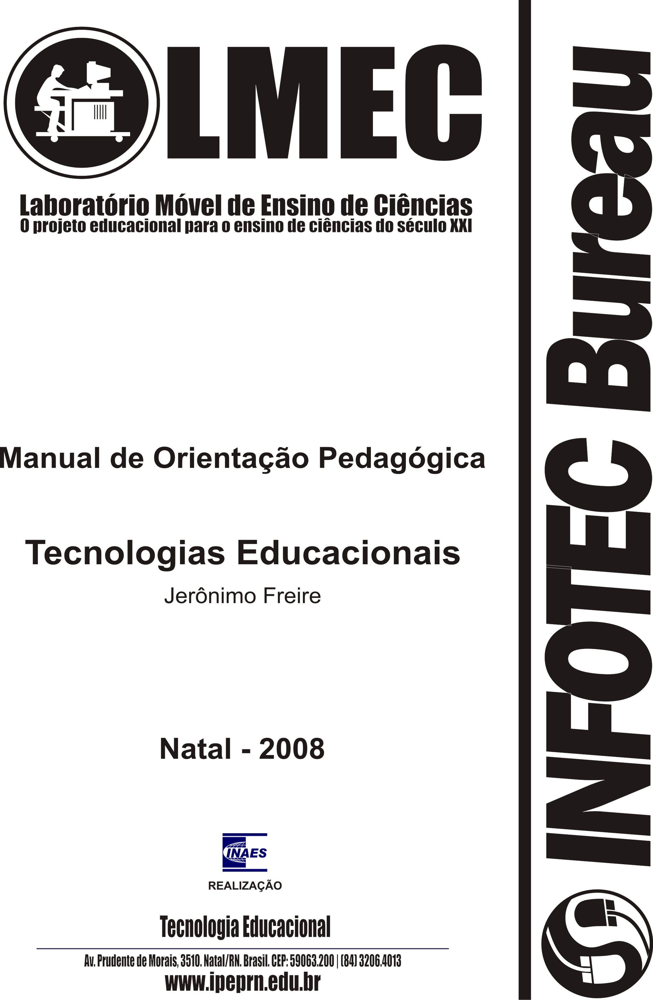 LMEC
Laboratório Móvel de Ensino de Ciências
O projeto educacional para o ensino de ciências do século XXI
Manual de Orientação Pedagógica
Tecnologias Educacionais
Jerônimo Freire
Natal - 2008
INAES
REALIZAÇÃO
Tecnologia Educacional
Av. Prudente de Morais, 3510. Natal/RN. Brasil. CEP: 59063.200 | (84) 3206.4013
www.ipeprn.edu.br
INFOTEC Bureau